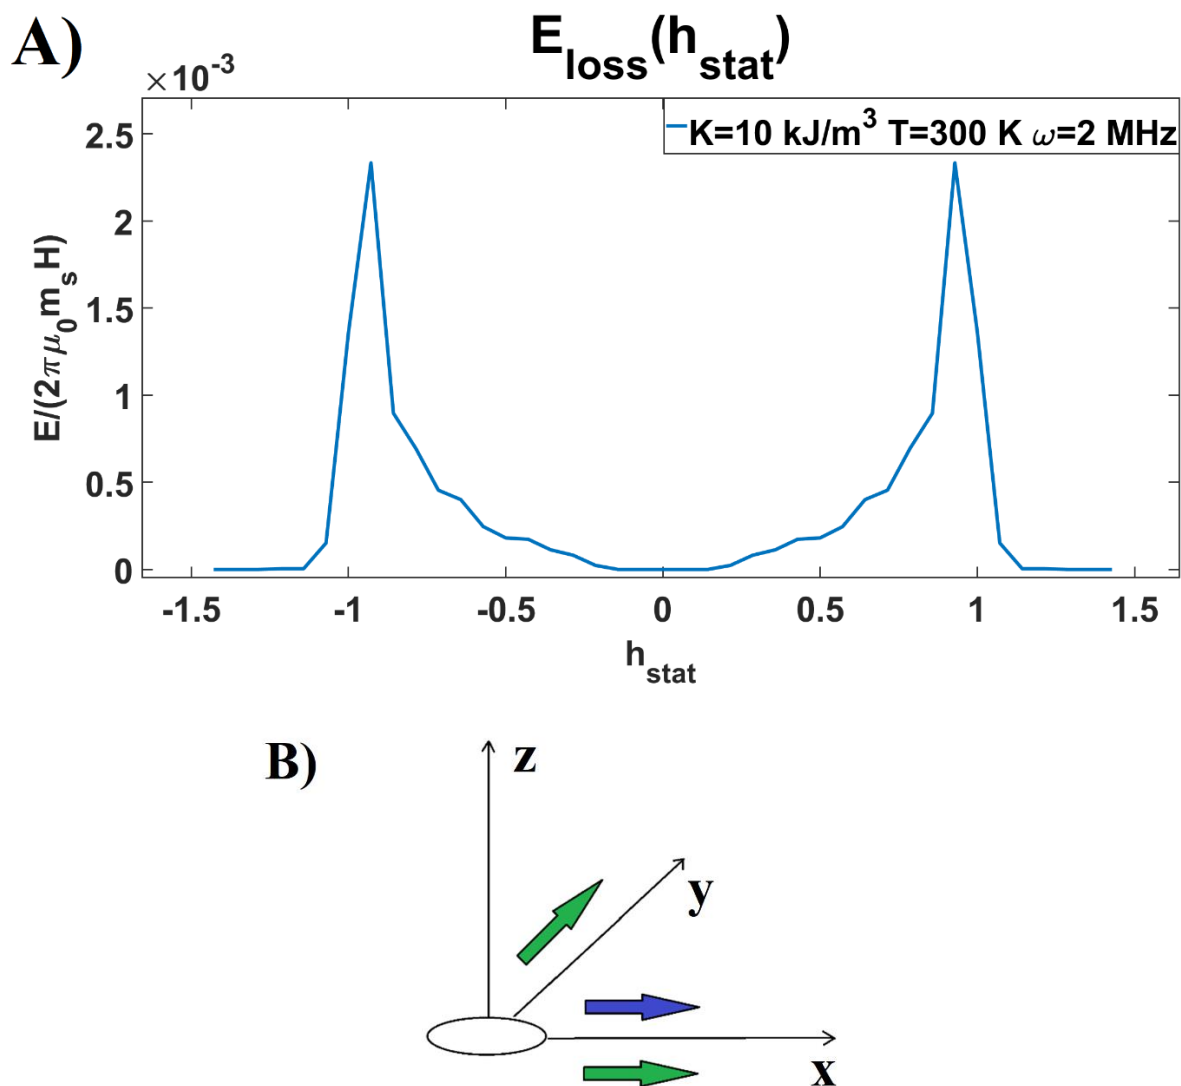 A)
E_loss(h_stat)
×10^-3
K=10 kJ/m^3 T=300 K ω=2 MHz
E/(2πμ_0m_sH)
2.5
2
1.5
1
0.5
0
-1.5 -1 -0.5 0 0.5 1 1.5
h_stat
B)
z
y
x